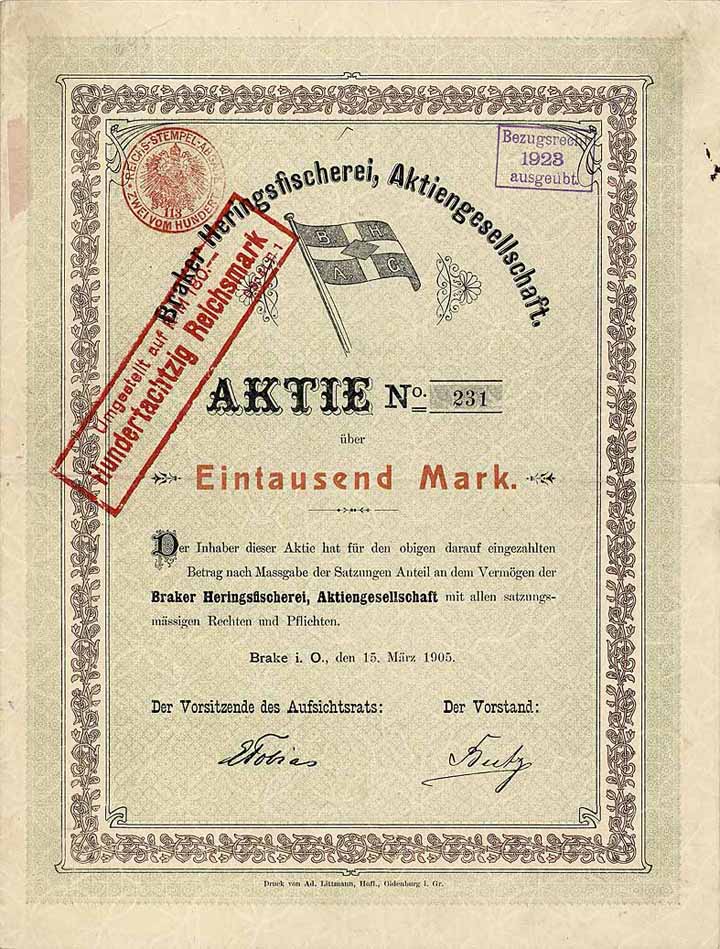 REICHS-STEMPEL-ABGABE
113
ZWEI VOM HUNDERT
Bezugsrecht
1923
ausgeübt.
Braker Heringsfischerei, Aktiengesellschaft.
B H
A G
Umgestellt auf 180.–
Hundertachtzig Reichsmark
AKTIE No. 231
über
Eintausend Mark.
Der Inhaber dieser Aktie hat für den obigen darauf eingezahlten
Betrag nach Massgabe der Satzungen Anteil an dem Vermögen der
Braker Heringsfischerei, Aktiengesellschaft mit allen satzungs-
mässigen Rechten und Pflichten.
Brake i. O., den 15. März 1905.
Der Vorsitzende des Aufsichtsrats: Der Vorstand:
ETobias
Druck von Ad. Littmann, Hofl., Oldenburg i. Gr.